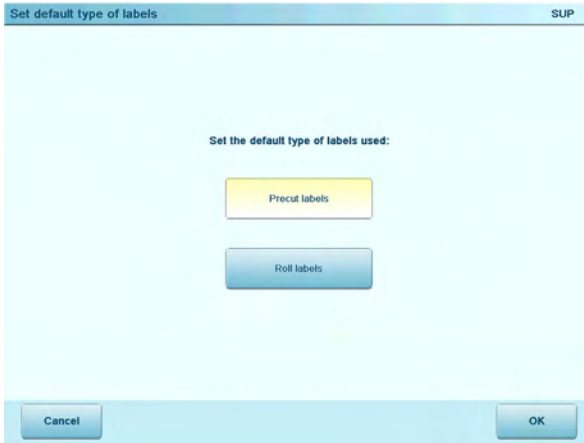 Set default type of labels SUP
Set the default type of labels used:
Precut labels
Roll labels
Cancel OK